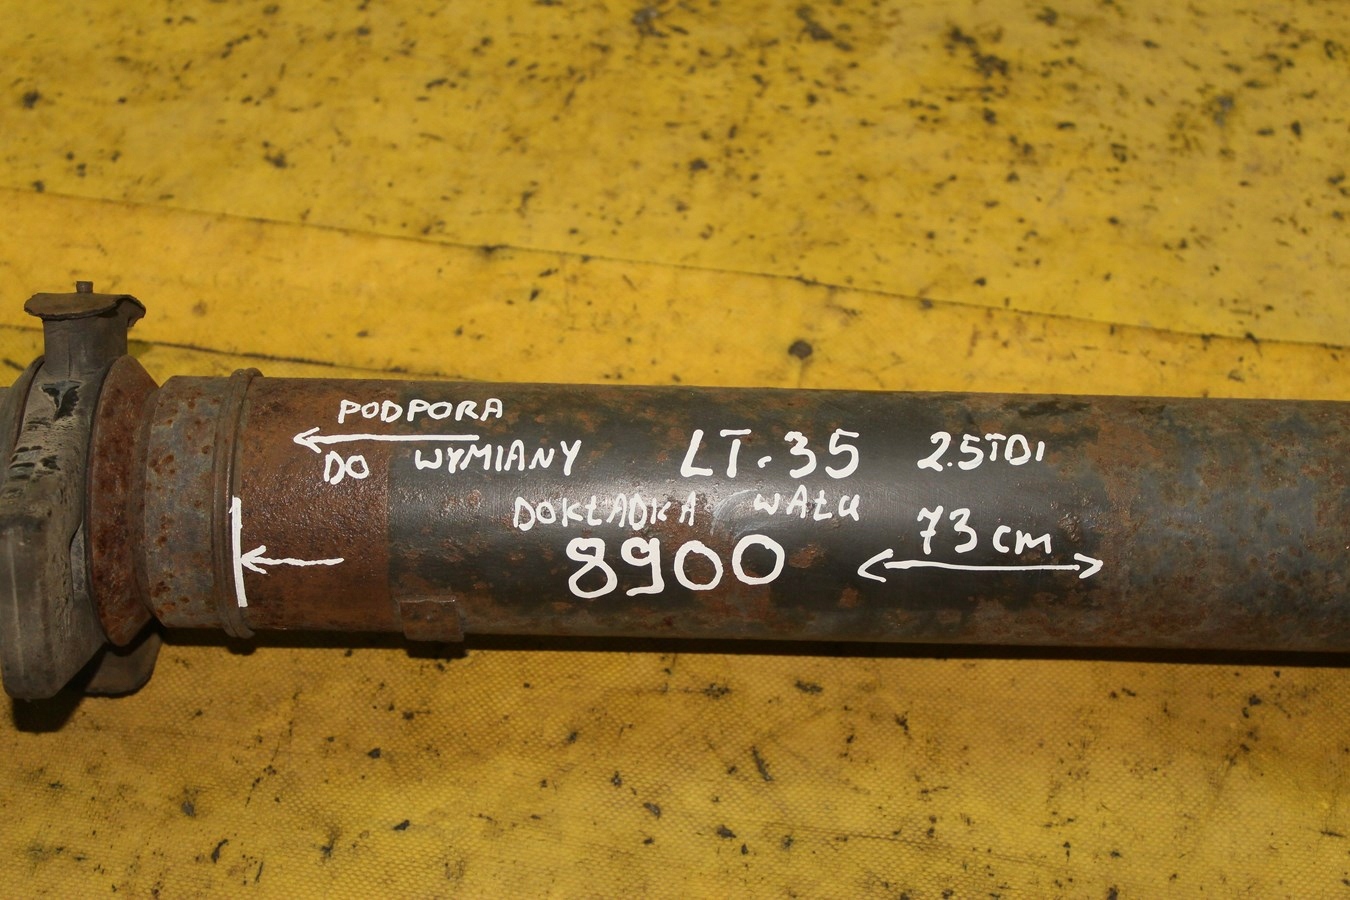 PODPORA
DO WYMIANY
LT-35
2.5TDI
DOKŁADKA WAŁU
8900
73 cm